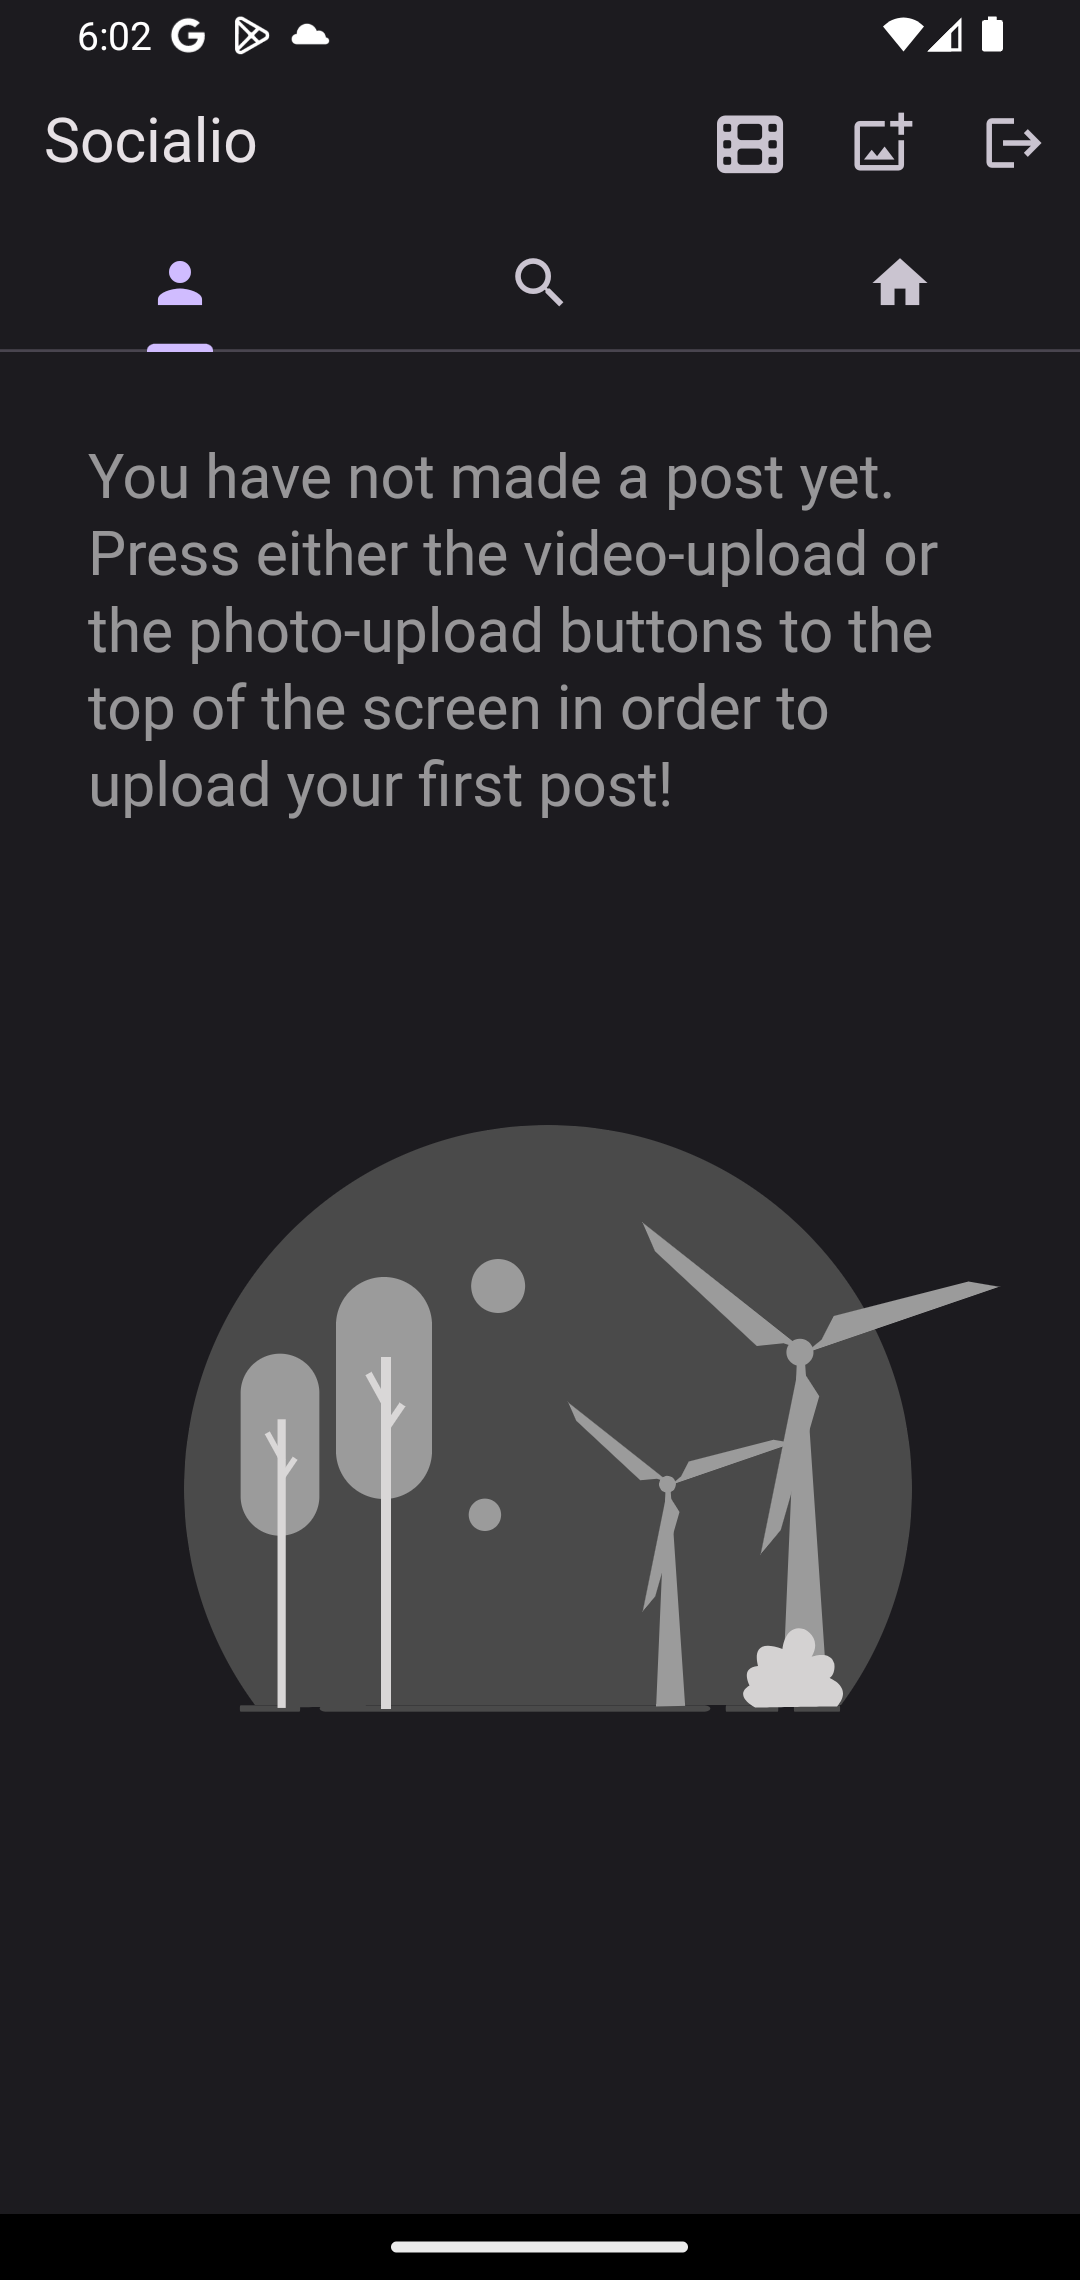 6:02
Socialio
You have not made a post yet.
Press either the video-upload or
the photo-upload buttons to the
top of the screen in order to
upload your first post!